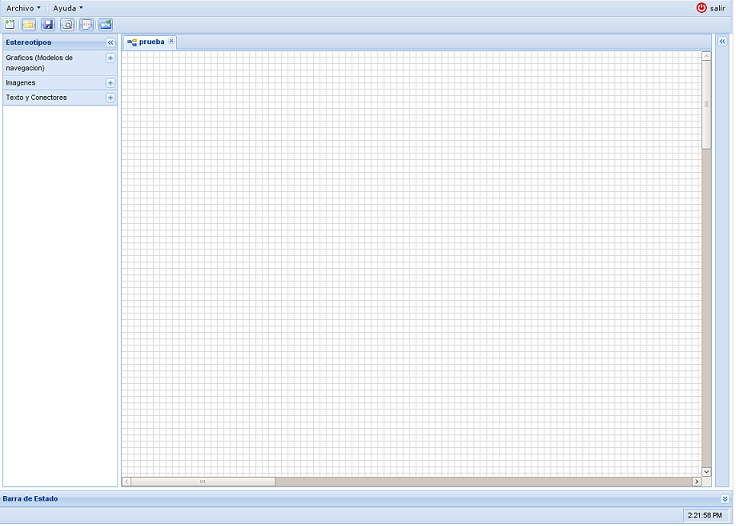 Archivo Ayuda salir
Estereotipos
prueba
Graficos (Modelos de
navegacion)
Imagenes
Texto y Conectores
Barra de Estado
2:21:58 PM